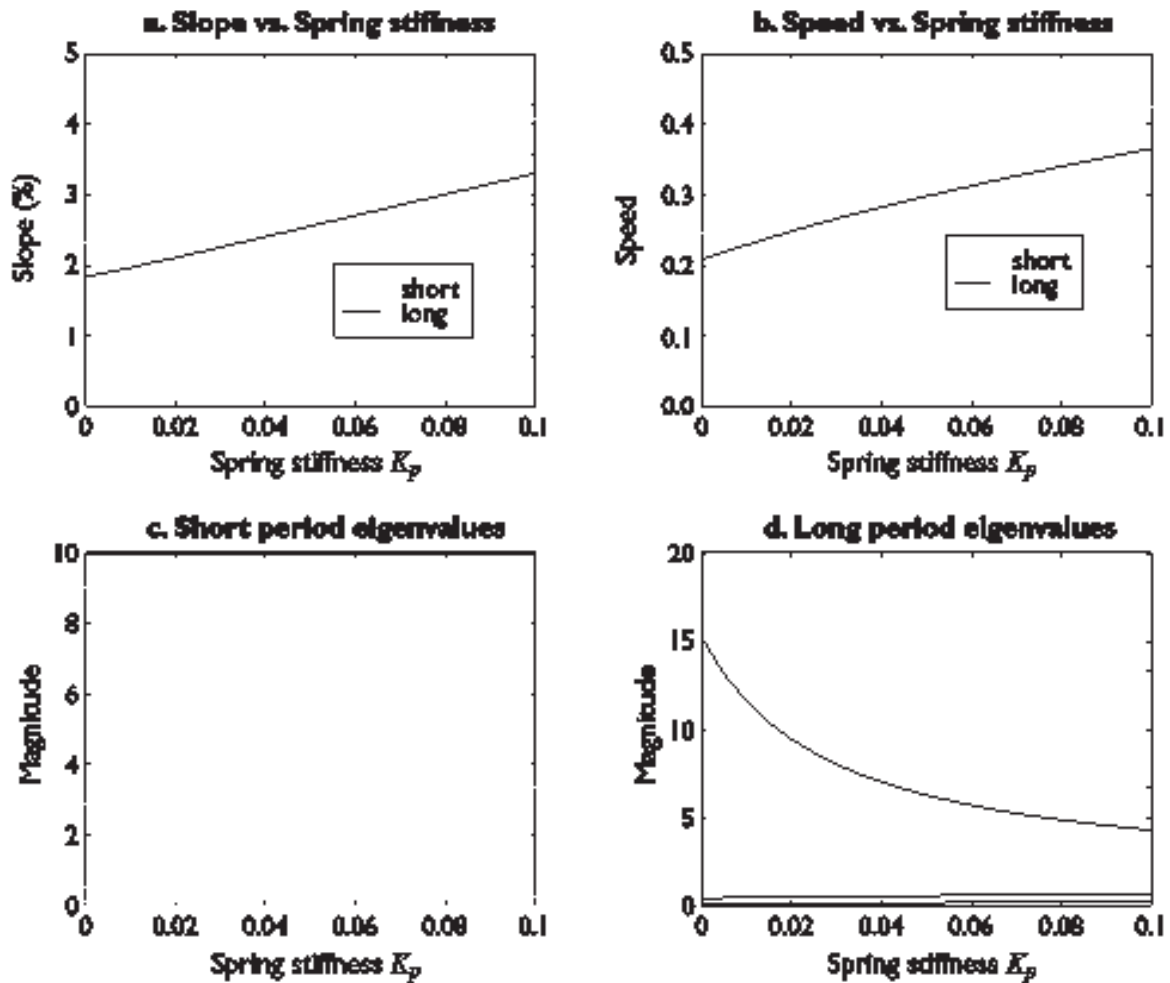 a. Slope vs. Spring stiffness
5
4
3
2
1
0
Slope (%)
short
long
0 0.02 0.04 0.06 0.08 0.1
Spring stiffness Kp
b. Speed vs. Spring stiffness
0.5
0.4
0.3
0.2
0.1
0.0
Speed
short
long
0 0.02 0.04 0.06 0.08 0.1
Spring stiffness Kp
c. Short period eigenvalues
10
8
6
4
2
0
Magnitude
0 0.02 0.04 0.06 0.08 0.1
Spring stiffness Kp
d. Long period eigenvalues
20
15
10
5
0
Magnitude
0 0.02 0.04 0.06 0.08 0.1
Spring stiffness Kp